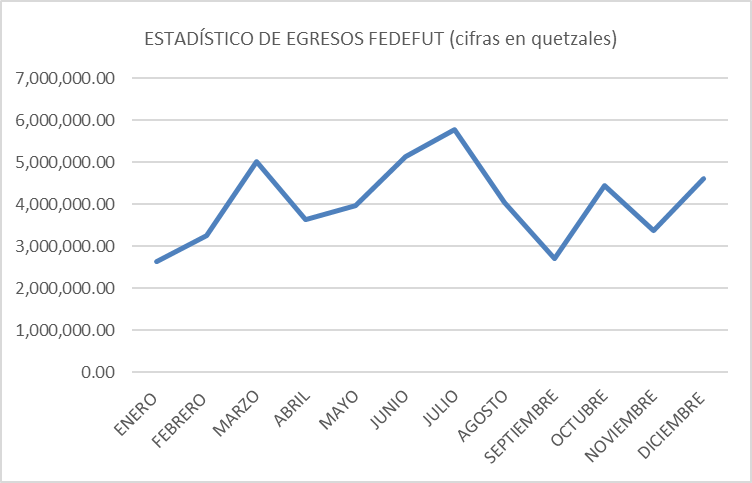 ESTADÍSTICO DE EGRESOS FEDEFUT (cifras en quetzales)
7,000,000.00
6,000,000.00
5,000,000.00
4,000,000.00
3,000,000.00
2,000,000.00
1,000,000.00
0.00
ENERO
FEBRERO
MARZO
ABRIL
MAYO
JUNIO
JULIO
AGOSTO
SEPTIEMBRE
OCTUBRE
NOVIEMBRE
DICIEMBRE